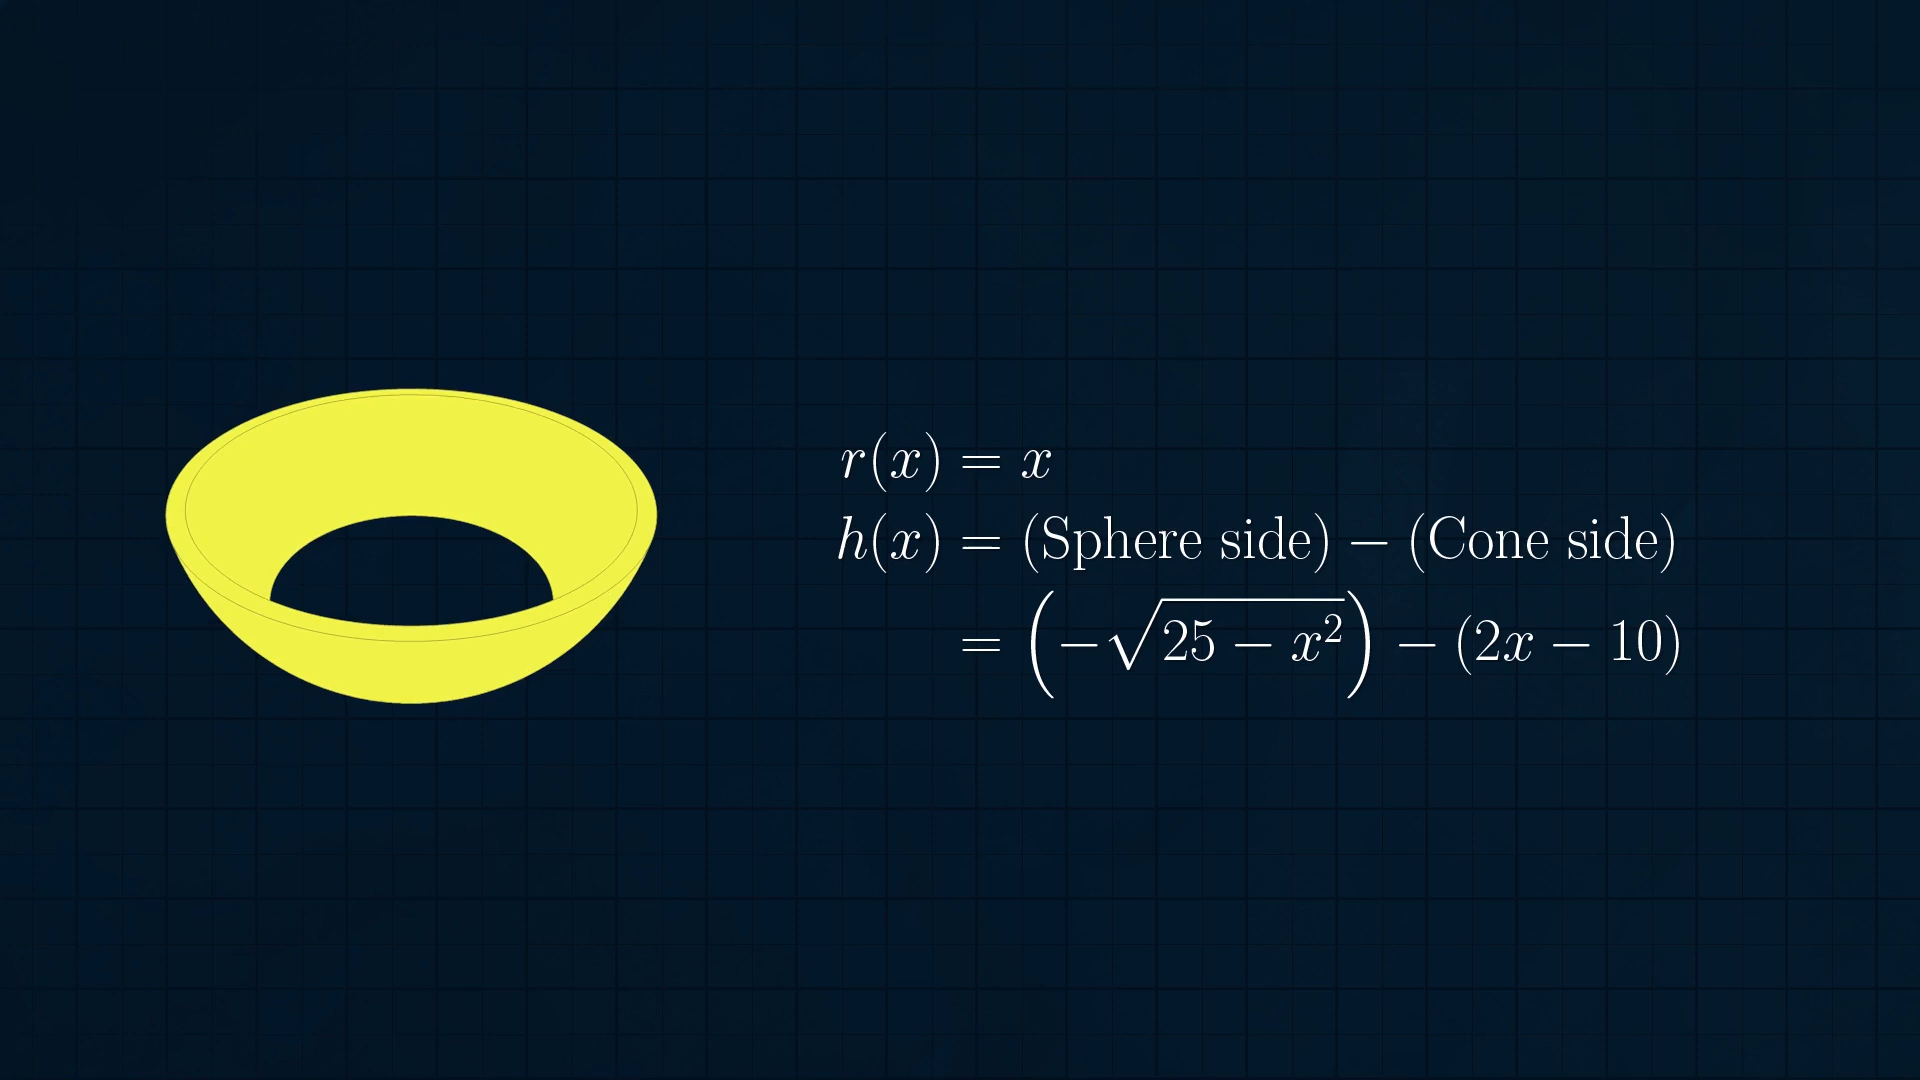 r(x) = x
h(x) = (Sphere side) − (Cone side)
= (−√(25 − x²)) − (2x − 10)